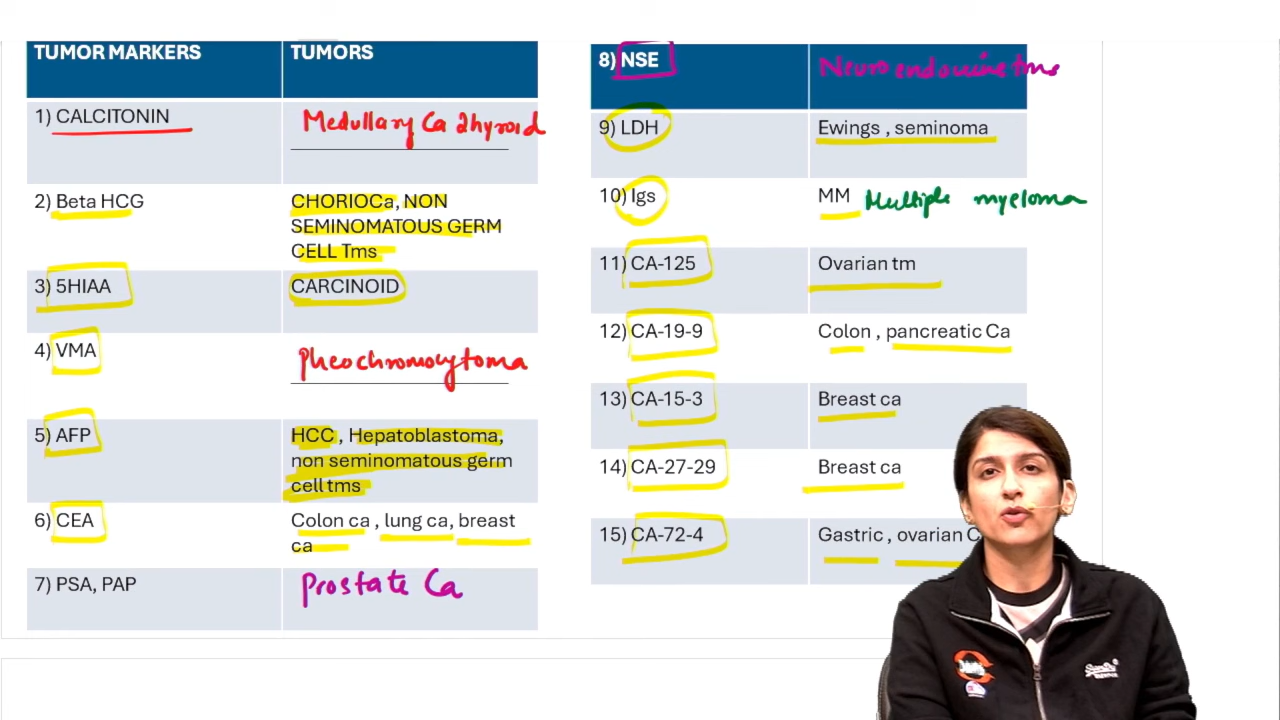 TUMOR MARKERS TUMORS
1) CALCITONIN Medullary Ca Thyroid
2) Beta HCG CHORIOCa, NON
SEMINOMATOUS GERM
CELL Tms
3) 5HIAA CARCINOID
4) VMA Pheochromocytoma
5) AFP HCC , Hepatoblastoma,
non seminomatous germ
cell tms
6) CEA Colon ca , lung ca, breast
ca
7) PSA, PAP Prostate Ca
8) NSE Neuroendocrine tms
9) LDH Ewings , seminoma
10) Igs MM Multiple myeloma
11) CA-125 Ovarian tm
12) CA-19-9 Colon , pancreatic Ca
13) CA-15-3 Breast ca
14) CA-27-29 Breast ca
15) CA-72-4 Gastric , ovarian C